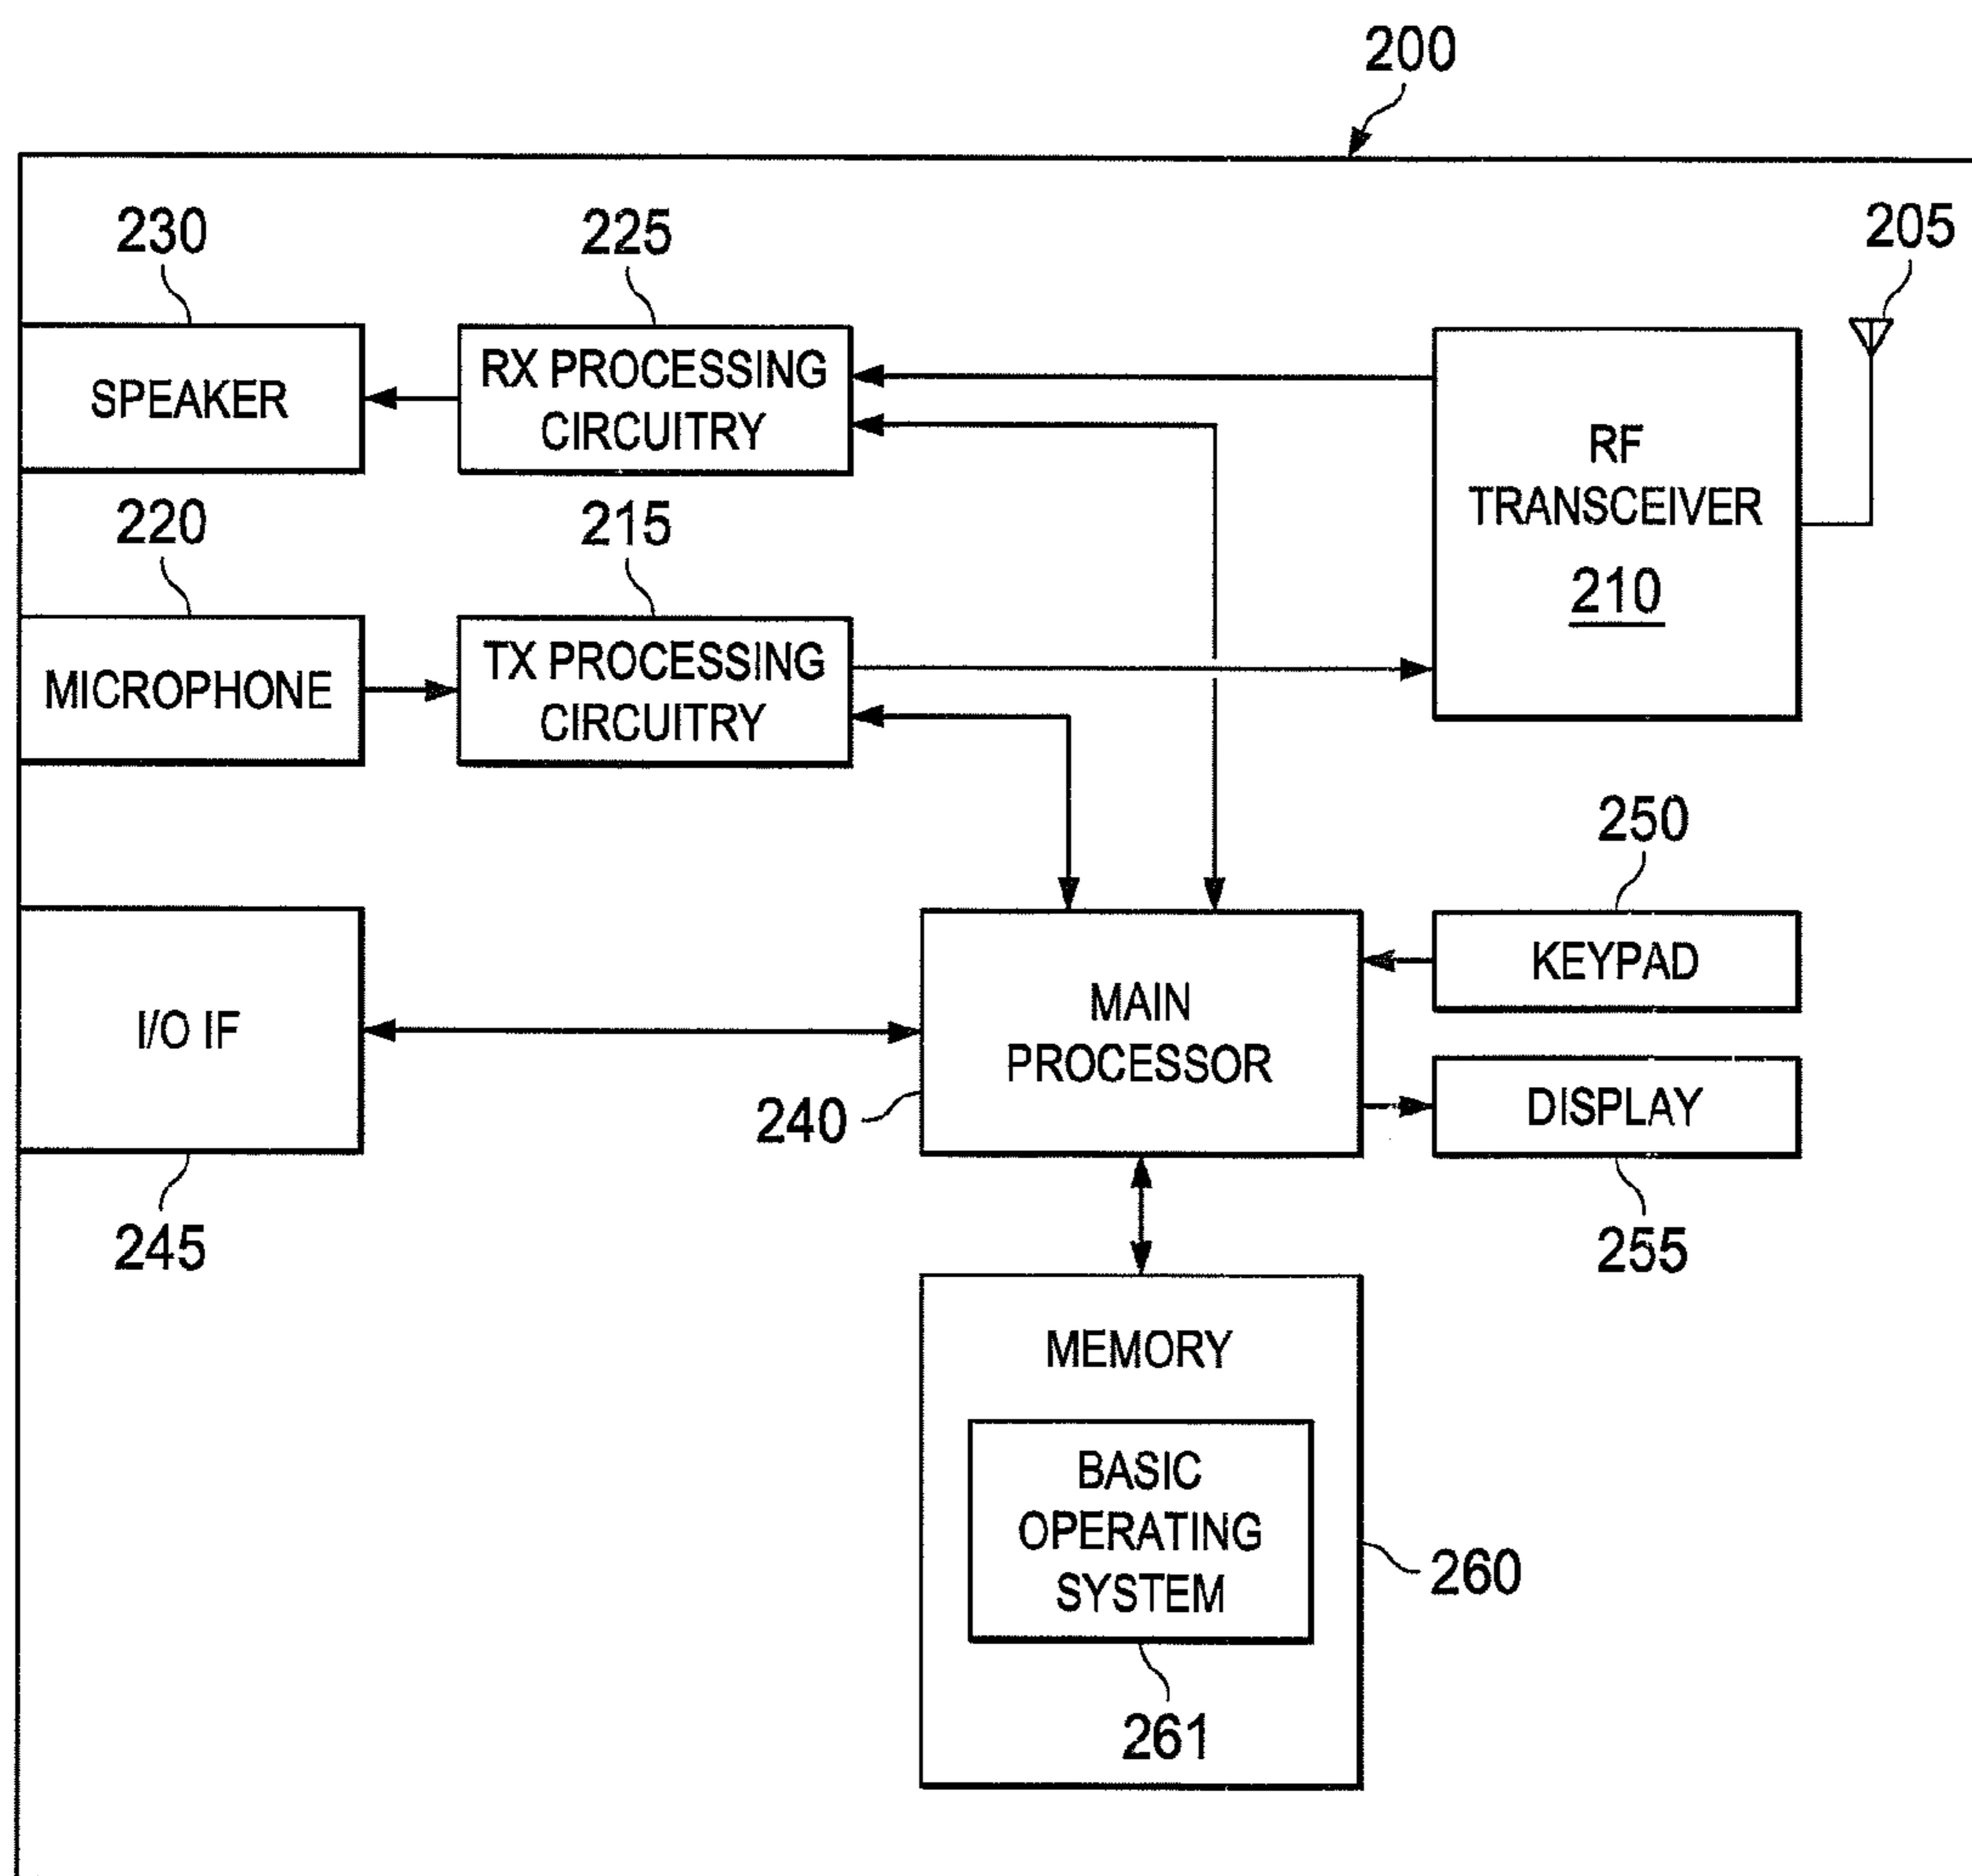 200
230
225
205
SPEAKER
RX PROCESSING
CIRCUITRY
RF
TRANSCEIVER
210
220
215
MICROPHONE
TX PROCESSING
CIRCUITRY
250
KEYPAD
I/O IF
MAIN
PROCESSOR
240
DISPLAY
245
255
MEMORY
BASIC
OPERATING
SYSTEM
260
261